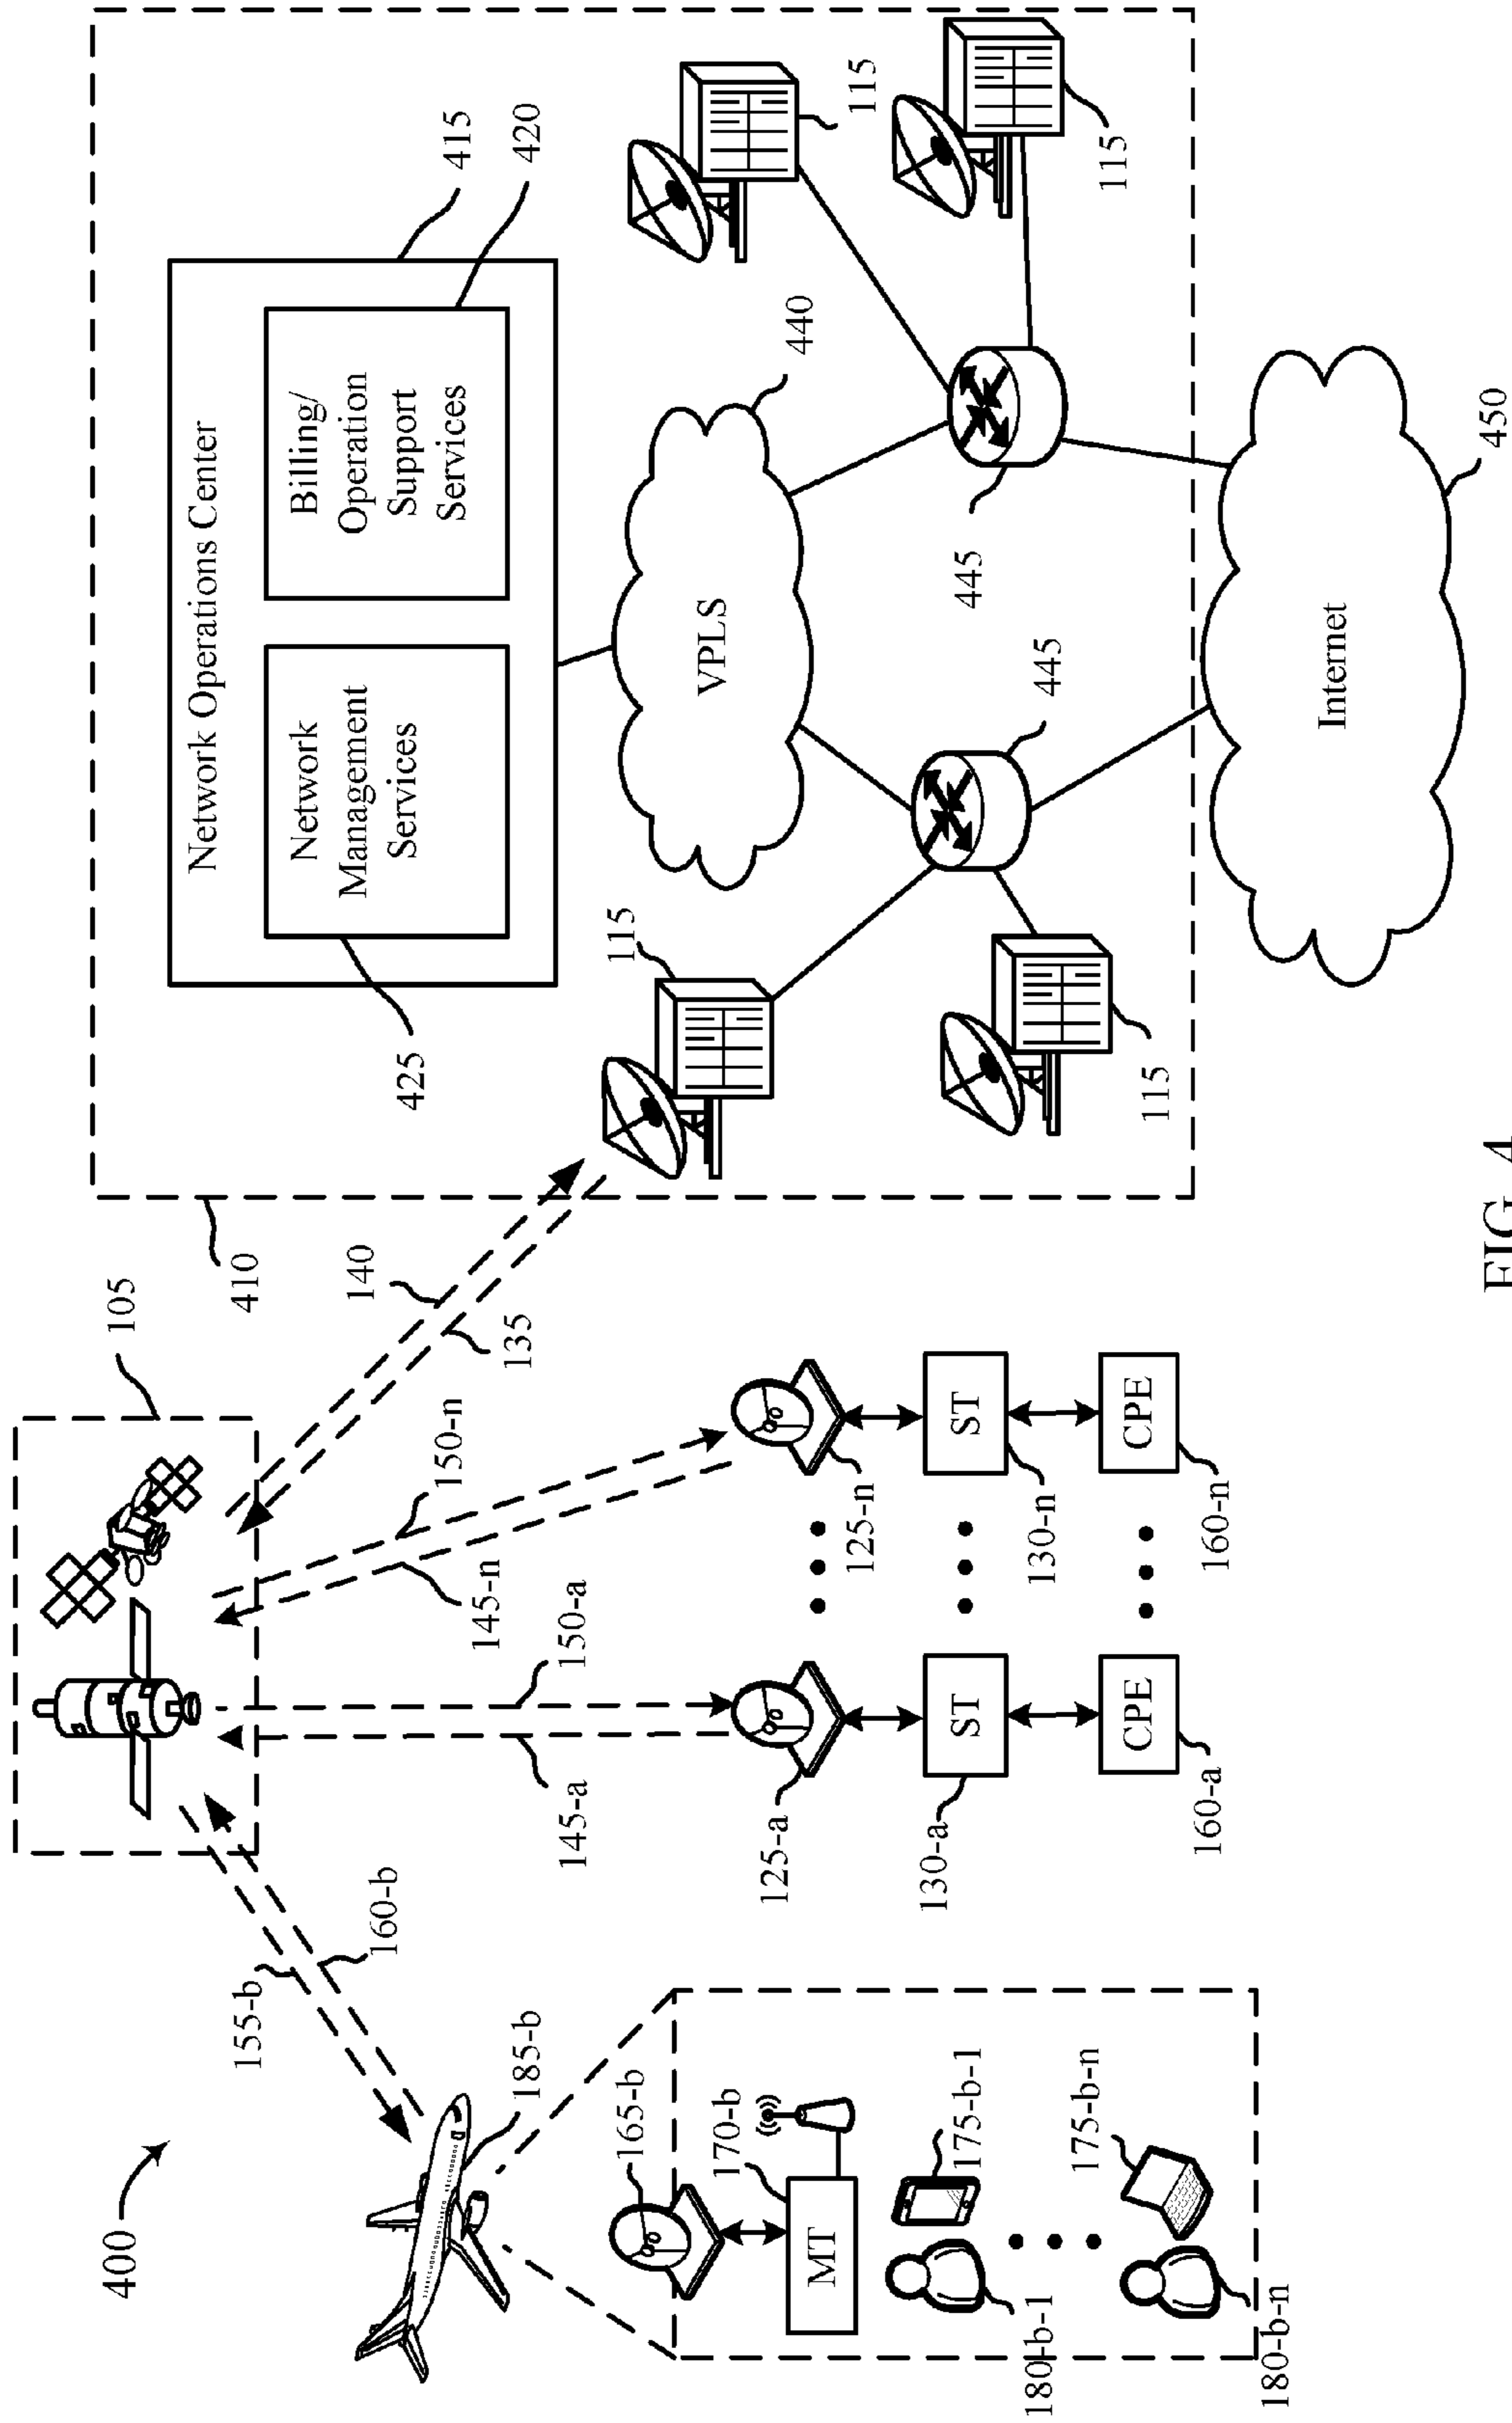 400
105
155-b
160-b
185-b
165-b
170-b
MT
175-b-1
175-b-n
180-b-1
180-b-n
145-a
150-a
145-n
150-n
140
135
125-a
125-n
ST
ST
130-a
130-n
CPE
CPE
160-a
160-n
410
Network Operations Center
415
Network
Management
Services
425
Billing/
Operation
Support
Services
420
VPLS
440
115
115
115
115
445
445
Internet
450
FIG. 4